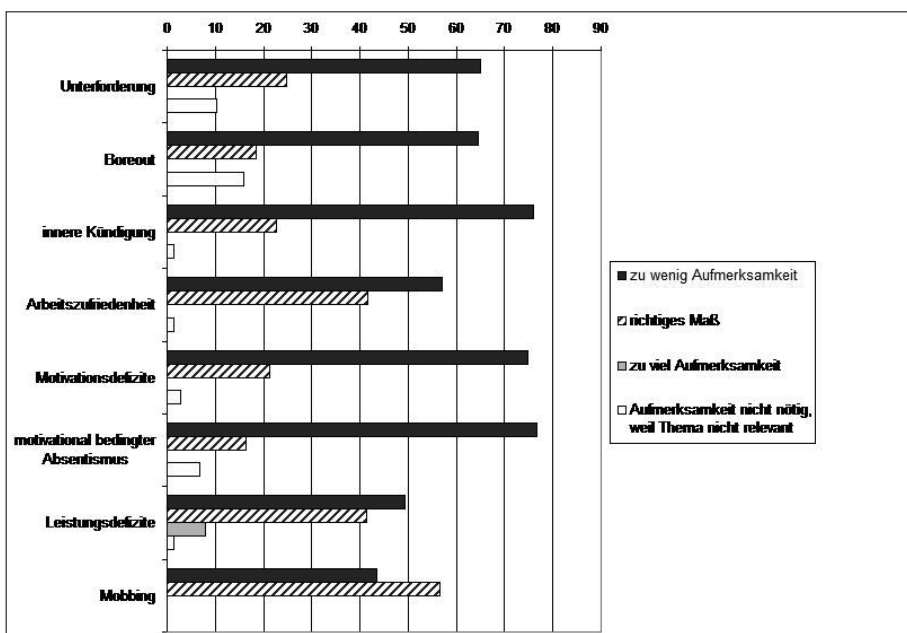 0 10 20 30 40 50 60 70 80 90
Unterforderung
Boreout
innere Kündigung
Arbeitszufriedenheit
Motivationsdefizite
motivational bedingter
Absentismus
Leistungsdefizite
Mobbing
zu wenig Aufmerksamkeit
richtiges Maß
zu viel Aufmerksamkeit
Aufmerksamkeit nicht nötig,
weil Thema nicht relevant